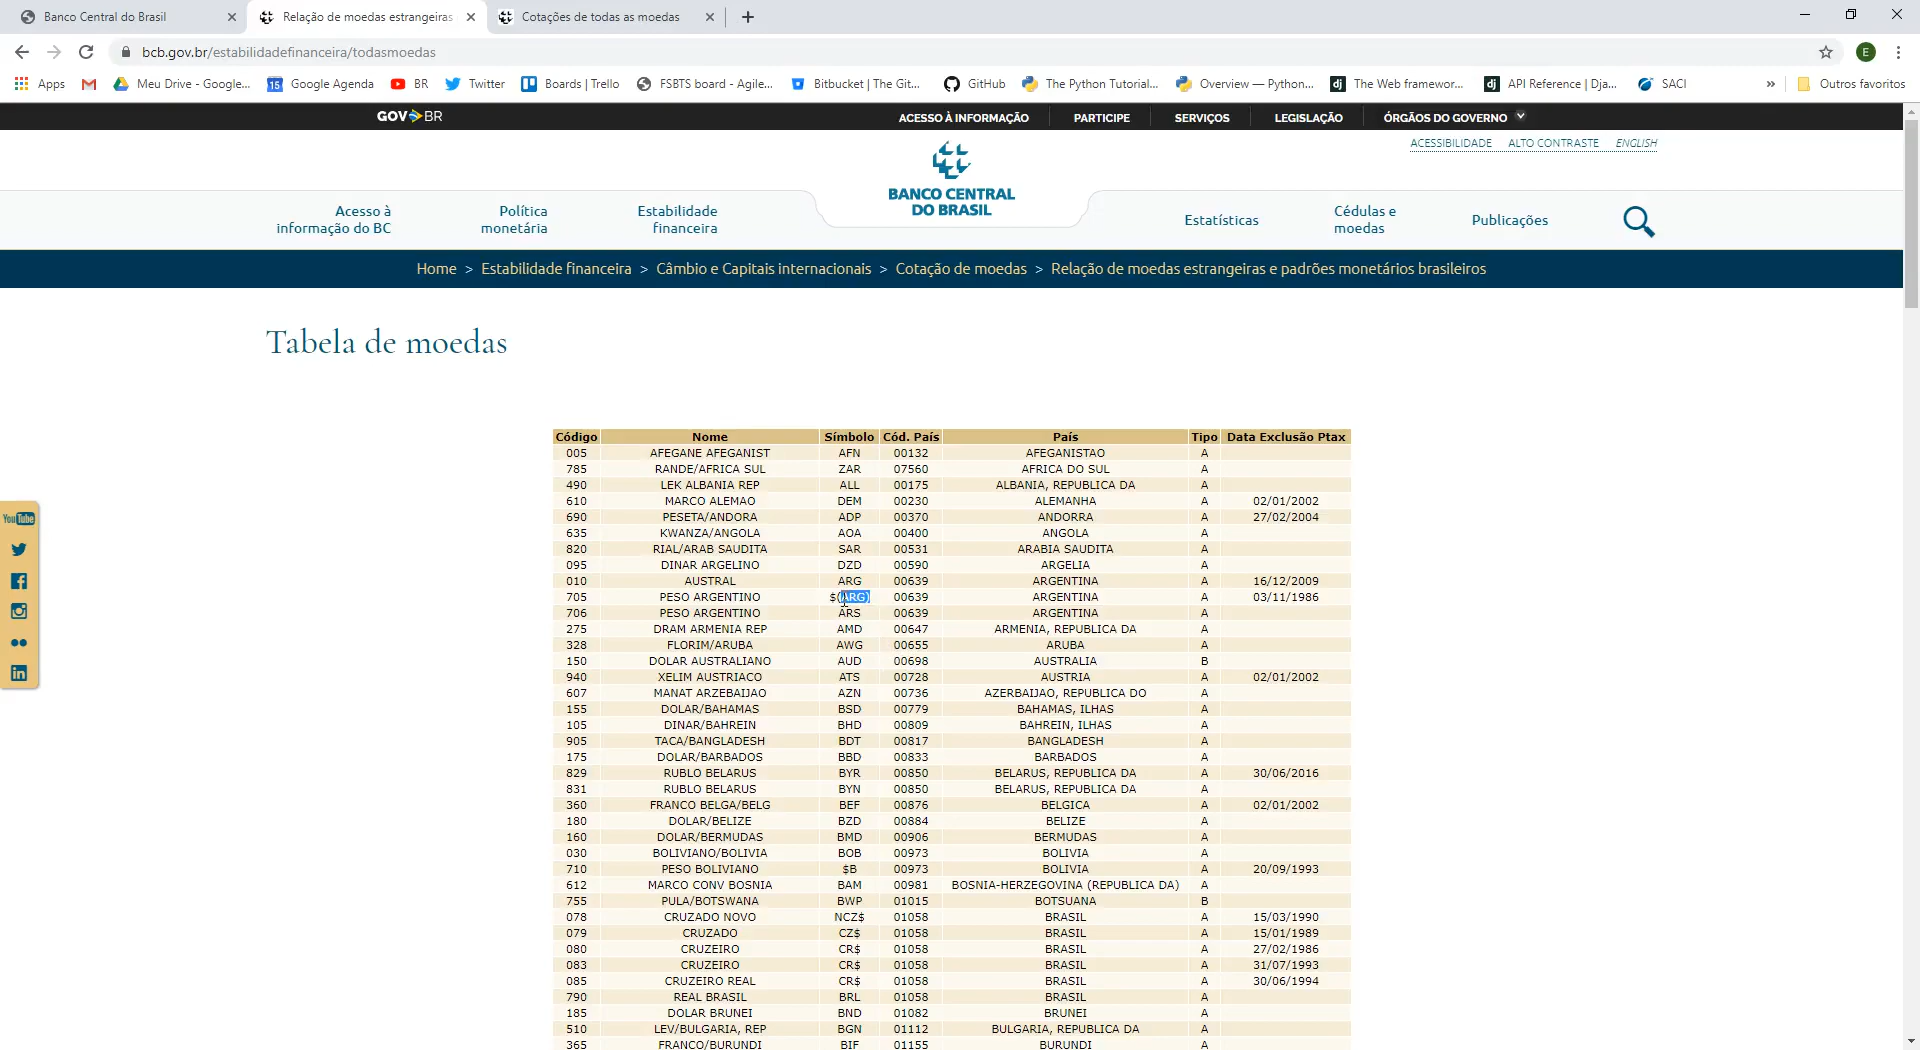 Banco Central do Brasil
Relação de moedas estrangeiras
Cotações de todas as moedas
bcb.gov.br/estabilidadefinanceira/todasmoedas
E
Apps
Meu Drive - Google...
15 Google Agenda
BR
Twitter
Boards | Trello
FSBTS board - Agile...
Bitbucket | The Git...
GitHub
The Python Tutorial...
Overview — Python...
dj The Web framewor...
dj API Reference | Dja...
SACI
» Outros favoritos
GOVBR
ACESSO À INFORMAÇÃO PARTICIPE SERVIÇOS LEGISLAÇÃO ÓRGÃOS DO GOVERNO
ACESSIBILIDADE ALTO CONTRASTE ENGLISH
BANCO CENTRAL
DO BRASIL
Acesso à
informação do BC
Política
monetária
Estabilidade
financeira
Estatísticas
Cédulas e
moedas
Publicações
Home > Estabilidade financeira > Câmbio e Capitais internacionais > Cotação de moedas > Relação de moedas estrangeiras e padrões monetários brasileiros
Tabela de moedas
YouTube
Código Nome Símbolo Cód. País País Tipo Data Exclusão Ptax
005 AFEGANE AFEGANIST AFN 00132 AFEGANISTAO A
785 RANDE/AFRICA SUL ZAR 07560 AFRICA DO SUL A
490 LEK ALBANIA REP ALL 00175 ALBANIA, REPUBLICA DA A
610 MARCO ALEMAO DEM 00230 ALEMANHA A 02/01/2002
690 PESETA/ANDORA ADP 00370 ANDORRA A 27/02/2004
635 KWANZA/ANGOLA AOA 00400 ANGOLA A
820 RIAL/ARAB SAUDITA SAR 00531 ARABIA SAUDITA A
095 DINAR ARGELINO DZD 00590 ARGELIA A
010 AUSTRAL ARG 00639 ARGENTINA A 16/12/2009
705 PESO ARGENTINO $(ARG) 00639 ARGENTINA A 03/11/1986
706 PESO ARGENTINO ARS 00639 ARGENTINA A
275 DRAM ARMENIA REP AMD 00647 ARMENIA, REPUBLICA DA A
328 FLORIM/ARUBA AWG 00655 ARUBA A
150 DOLAR AUSTRALIANO AUD 00698 AUSTRALIA B
940 XELIM AUSTRIACO ATS 00728 AUSTRIA A 02/01/2002
607 MANAT ARZEBAIJAO AZN 00736 AZERBAIJAO, REPUBLICA DO A
155 DOLAR/BAHAMAS BSD 00779 BAHAMAS, ILHAS A
105 DINAR/BAHREIN BHD 00809 BAHREIN, ILHAS A
905 TACA/BANGLADESH BDT 00817 BANGLADESH A
175 DOLAR/BARBADOS BBD 00833 BARBADOS A
829 RUBLO BELARUS BYR 00850 BELARUS, REPUBLICA DA A 30/06/2016
831 RUBLO BELARUS BYN 00850 BELARUS, REPUBLICA DA A
360 FRANCO BELGA/BELG BEF 00876 BELGICA A 02/01/2002
180 DOLAR/BELIZE BZD 00884 BELIZE A
160 DOLAR/BERMUDAS BMD 00906 BERMUDAS A
030 BOLIVIANO/BOLIVIA BOB 00973 BOLIVIA A
710 PESO BOLIVIANO $B 00973 BOLIVIA A 20/09/1993
612 MARCO CONV BOSNIA BAM 00981 BOSNIA-HERZEGOVINA (REPUBLICA DA) A
755 PULA/BOTSWANA BWP 01015 BOTSUANA B
078 CRUZADO NOVO NCZ$ 01058 BRASIL A 15/03/1990
079 CRUZADO CZ$ 01058 BRASIL A 15/01/1989
080 CRUZEIRO CR$ 01058 BRASIL A 27/02/1986
083 CRUZEIRO CR$ 01058 BRASIL A 31/07/1993
085 CRUZEIRO REAL CR$ 01058 BRASIL A 30/06/1994
790 REAL BRASIL BRL 01058 BRASIL A
185 DOLAR BRUNEI BND 01082 BRUNEI A
510 LEV/BULGARIA, REP BGN 01112 BULGARIA, REPUBLICA DA A
365 FRANCO/BURUNDI BIF 01155 BURUNDI A